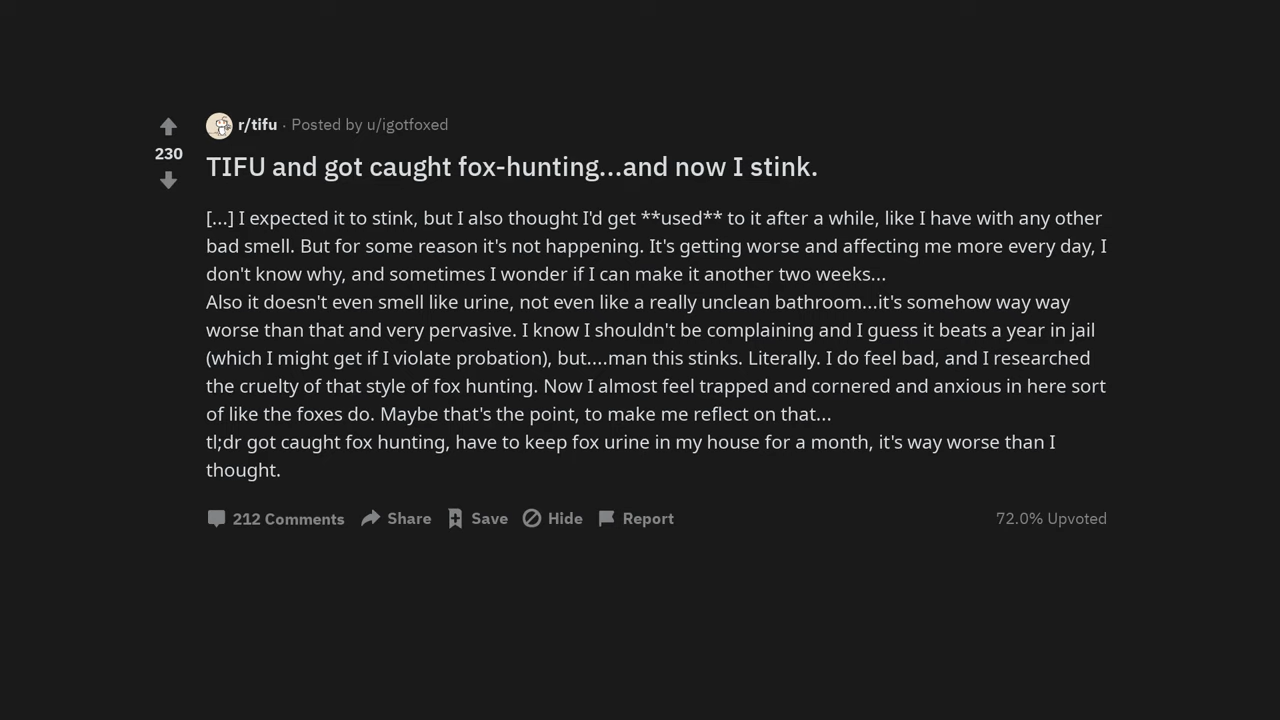 r/tifu · Posted by u/igotfoxed
230
TIFU and got caught fox-hunting...and now I stink.
[...] I expected it to stink, but I also thought I'd get **used** to it after a while, like I have with any other
bad smell. But for some reason it's not happening. It's getting worse and affecting me more every day, I
don't know why, and sometimes I wonder if I can make it another two weeks...
Also it doesn't even smell like urine, not even like a really unclean bathroom...it's somehow way way
worse than that and very pervasive. I know I shouldn't be complaining and I guess it beats a year in jail
(which I might get if I violate probation), but....man this stinks. Literally. I do feel bad, and I researched
the cruelty of that style of fox hunting. Now I almost feel trapped and cornered and anxious in here sort
of like the foxes do. Maybe that's the point, to make me reflect on that...
tl;dr got caught fox hunting, have to keep fox urine in my house for a month, it's way worse than I
thought.
212 Comments Share Save Hide Report 72.0% Upvoted